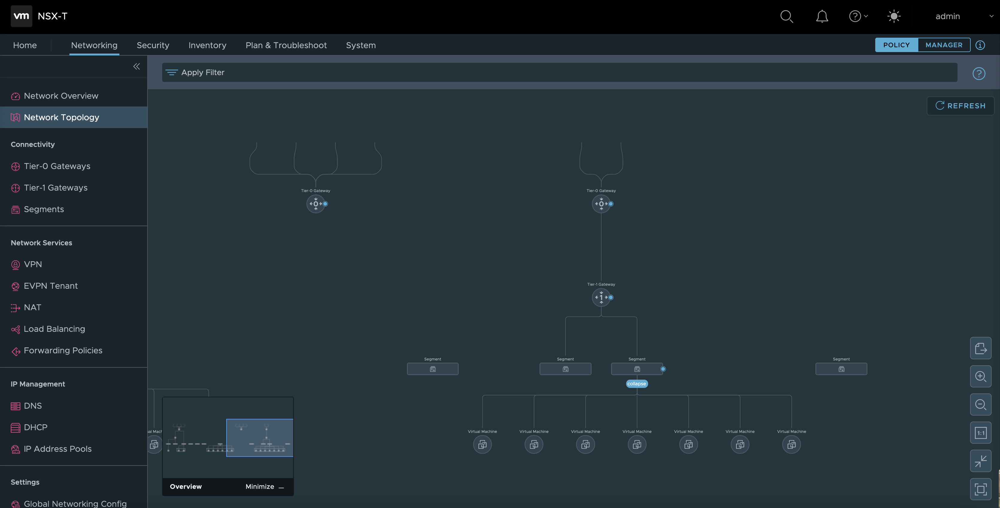 vm NSX-T
admin
Home Networking Security Inventory Plan & Troubleshoot System
POLICY MANAGER
Apply Filter
REFRESH
Network Overview
Network Topology
Connectivity
Tier-0 Gateways
Tier-1 Gateways
Segments
Network Services
VPN
EVPN Tenant
NAT
Load Balancing
Forwarding Policies
IP Management
DNS
DHCP
IP Address Pools
Settings
Global Networking Config
Tier-0 Gateway Tier-0 Gateway
0 0
Tier-1 Gateway
1
Segment Segment Segment Segment
collapse
ual Mach Virtual Machine Virtual Machine Virtual Machine Virtual Machine Virtual Machine Virtual Machine Virtual Machine
1:1
Overview Minimize